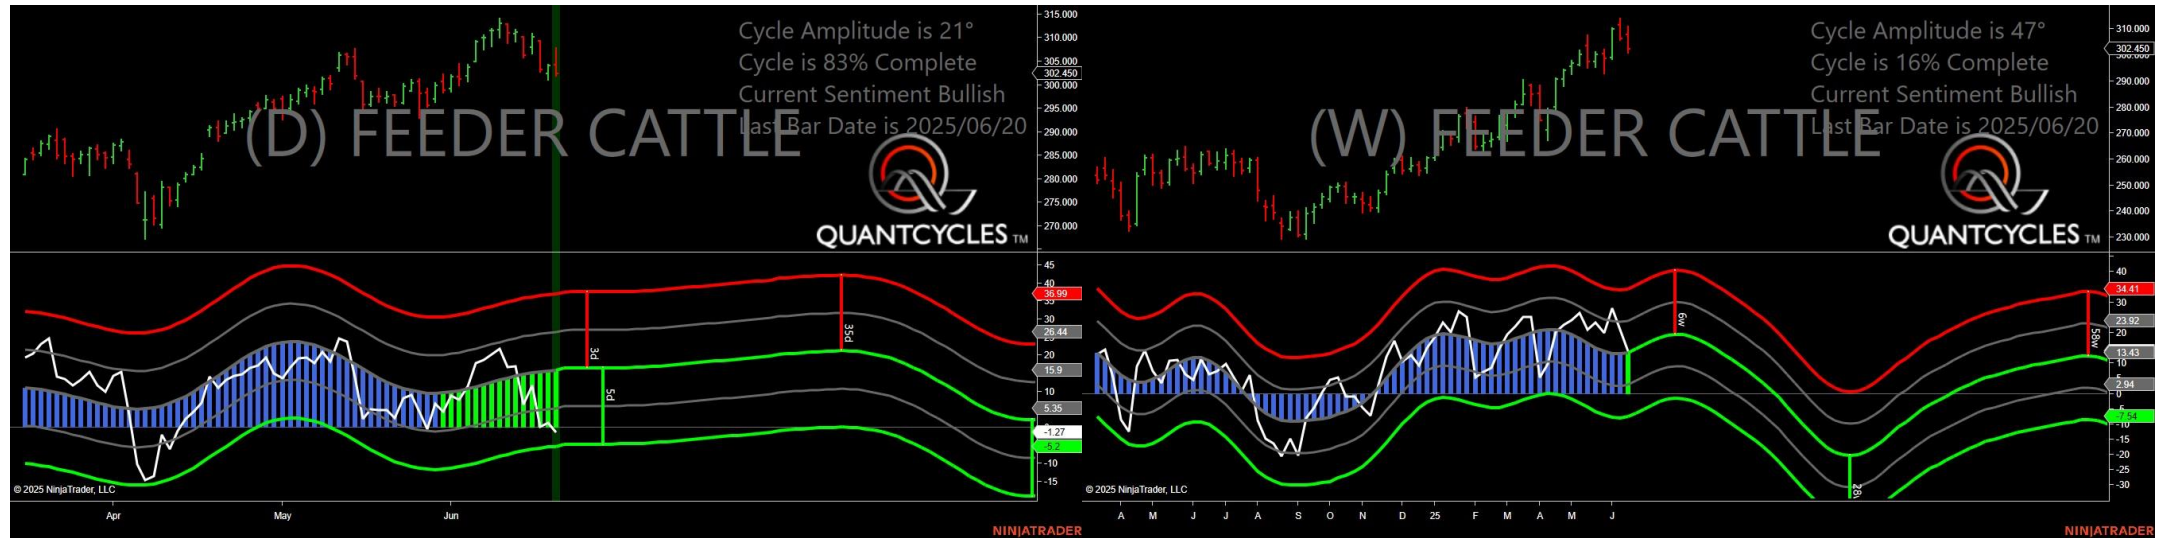 Cycle Amplitude is 21°
Cycle is 83% Complete
Current Sentiment Bullish
Last Bar Date is 2025/06/20
(D) FEEDER CATTLE
QUANTCYCLES TM
315.000
310.000
305.000
302.450
300.000
295.000
290.000
285.000
280.000
275.000
270.000
45
40
36.99
35
30
26.44
20
15.9
10
5.35
-1.27
-5.2
-10
-15
3d
5d
35d
© 2025 NinjaTrader, LLC
Apr May Jun
NINJATRADER
Cycle Amplitude is 47°
Cycle is 16% Complete
Current Sentiment Bullish
Last Bar Date is 2025/06/20
(W) FEEDER CATTLE
QUANTCYCLES TM
310.000
302.450
290.000
280.000
270.000
260.000
250.000
240.000
230.000
40
34.41
30
23.92
20
13.43
10
5
2.94
0
-5
-7.54
-10
-15
-20
-25
-30
6w
58w
© 2025 NinjaTrader, LLC
A M J J A S O N D 25 F M A M J
NINJATRADER